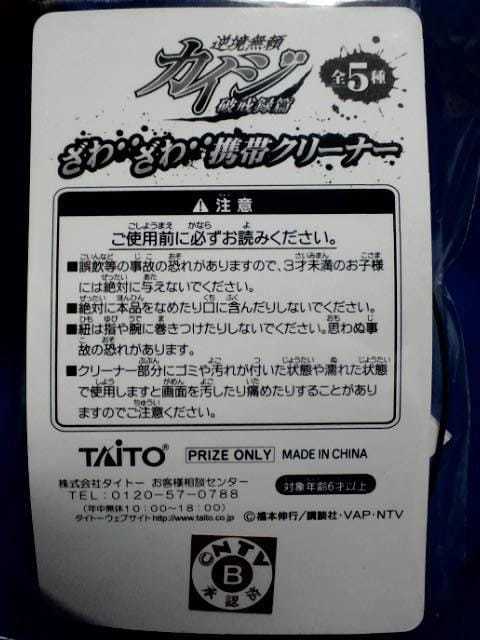 逆境無頼
カイジ
破戒録篇
全5種
ざわ‥ざわ‥携帯クリーナー
注意
ご使用前に必ずお読みください。
■誤飲等の事故の恐れがありますので、3才未満のお子様
には絶対に与えないでください。
■絶対に本品をなめたり口に含んだりしないでください。
■紐は指や腕に巻きつけたりしないでください。思わぬ事
故の恐れがあります。
■クリーナー部分にゴミや汚れが付いた状態や濡れた状態
で使用しますと画面を汚したり痛めたりすることがあり
ますのでご注意ください。
TAITO® PRIZE ONLY MADE IN CHINA
株式会社タイトー お客様相談センター
TEL:0120-57-0788
(年中無休10:00~18:00)
タイトーウェブサイトhttp://www.taito.co.jp
対象年齢6才以上
©福本伸行/講談社・VAP・NTV
©NTV
B
承認済